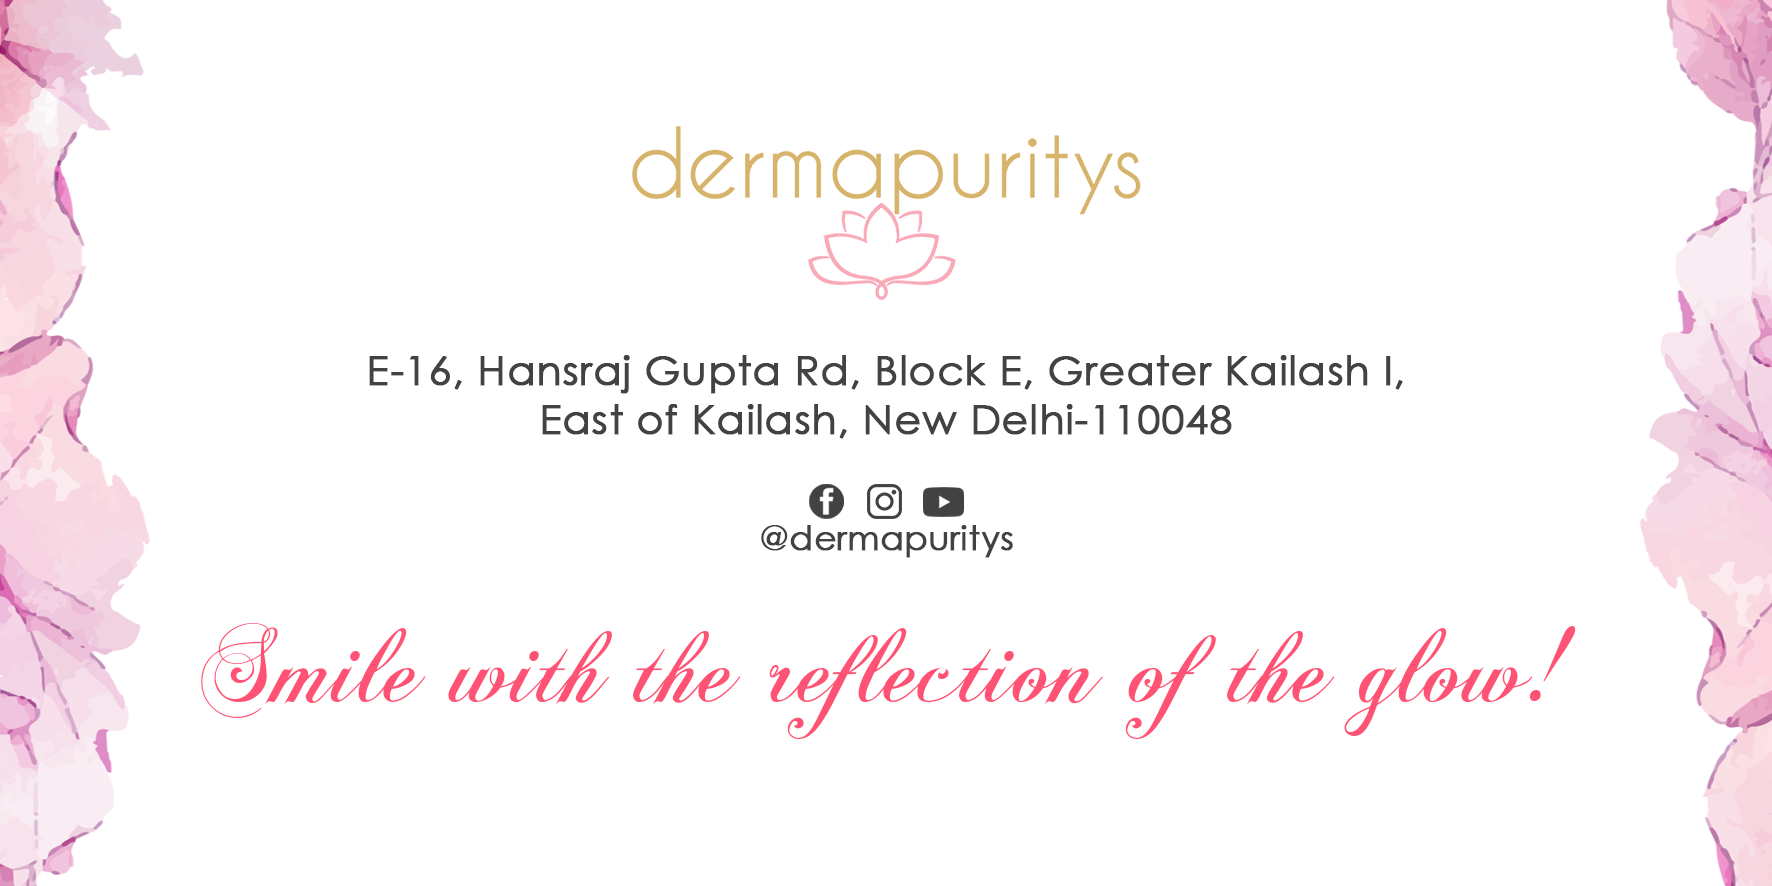 dermapuritys
E-16, Hansraj Gupta Rd, Block E, Greater Kailash I,
East of Kailash, New Delhi-110048
@dermapuritys
Smile with the reflection of the glow!